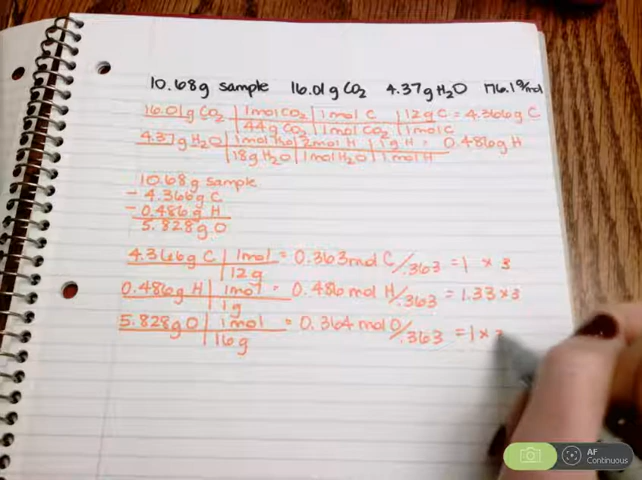 10.68g sample 16.01g CO2 4.37g H2O 176.1g/mol
16.01g CO2 | 1mol CO2 | 1 mol C | 12g C = 4.366g C
44g CO2 | 1mol CO2 | 1mol C
4.37g H2O | 1mol H2O | 2mol H | 1g H = 0.486g H
18g H2O | 1mol H2O | 1mol H
10.68g sample
- 4.366g C
- 0.486g H
5.828g O
4.366g C | 1mol = 0.363mol C/.363 = 1 × 3
12g
0.486g H | 1mol = 0.486mol H/.363 = 1.33 × 3
1g
5.828g O | 1mol = 0.364 mol O/.363 = 1 ×
16g
AF
Continuous